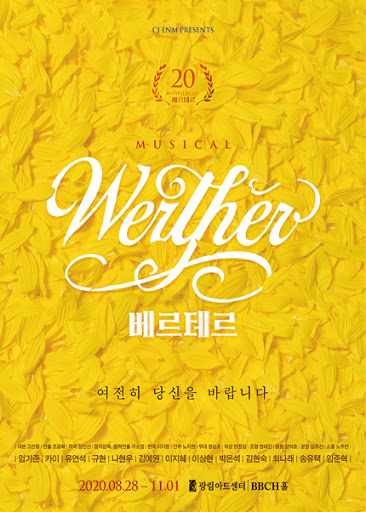 CJ ENM PRESENTS
20
ANNIVERSARY
베르테르
MUSICAL
Werther
베르테르
여전히 당신을 바랍니다
엄기준 | 카이 | 유연석 | 규현 | 나현우 | 김예원 | 이지혜 | 이상현 | 박은석 | 김현숙 | 최나래 | 송유택 | 임준혁
2020.08.28 – 11.01 광림아트센터 | BBCH홀